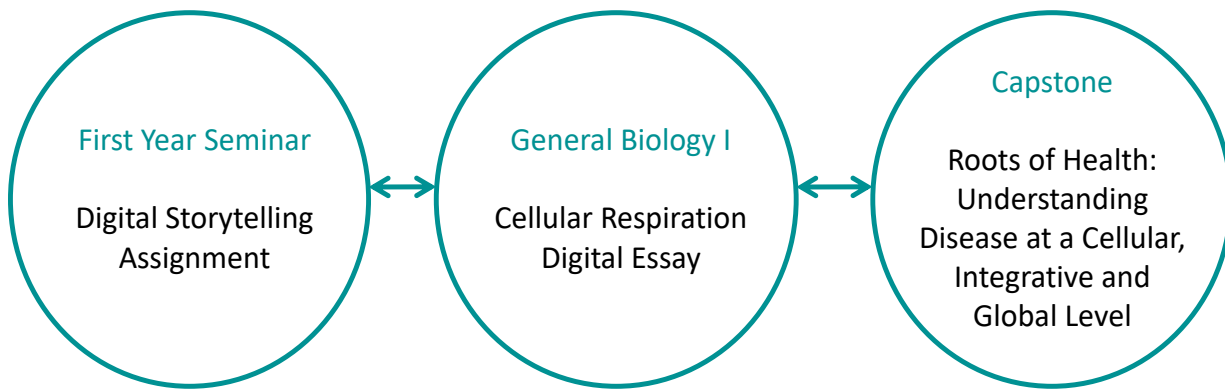 First Year Seminar
Digital Storytelling
Assignment
General Biology I
Cellular Respiration
Digital Essay
Capstone
Roots of Health:
Understanding
Disease at a Cellular,
Integrative and
Global Level